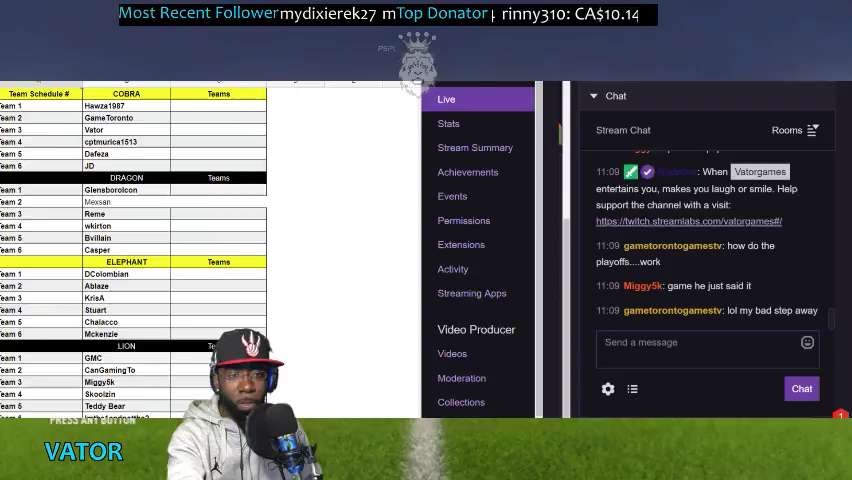 Most Recent Follower mydixierek27 m Top Donator rinny310: CA$10.14
PSPL
Team Schedule # COBRA Teams
Team 1 Hawza1987
Team 2 GameToronto
Team 3 Vator
Team 4 cptmurica1513
Team 5 Dafeza
Team 6 JD
DRAGON Teams
Team 1 GlensboroIcon
Team 2 Mexsan
Team 3 Reme
Team 4 wkirton
Team 5 Bvillain
Team 6 Casper
ELEPHANT Teams
Team 1 DColombian
Team 2 Ablaze
Team 3 KrisA
Team 4 Stuart
Team 5 Chalacco
Team 6 Mckenzie
LION
Team 1 GMC
Team 2 CanGamingTo
Team 3 Miggy5k
Team 4 Skoolzin
Team 5 Teddy Bear
PRESS ANY BUTTON
VATOR
Live
Stats
Stream Summary
Achievements
Events
Permissions
Extensions
Activity
Streaming Apps
Video Producer
Videos
Moderation
Collections
Chat
Stream Chat Rooms
11:09 : When Vatorgames
entertains you, makes you laugh or smile. Help
support the channel with a visit:
https://twitch.streamlabs.com/vatorgames#/
11:09 gametorontogamestv: how do the
playoffs....work
11:09 Miggy5k: game he just said it
11:09 gametorontogamestv: lol my bad step away
Send a message
Chat
1